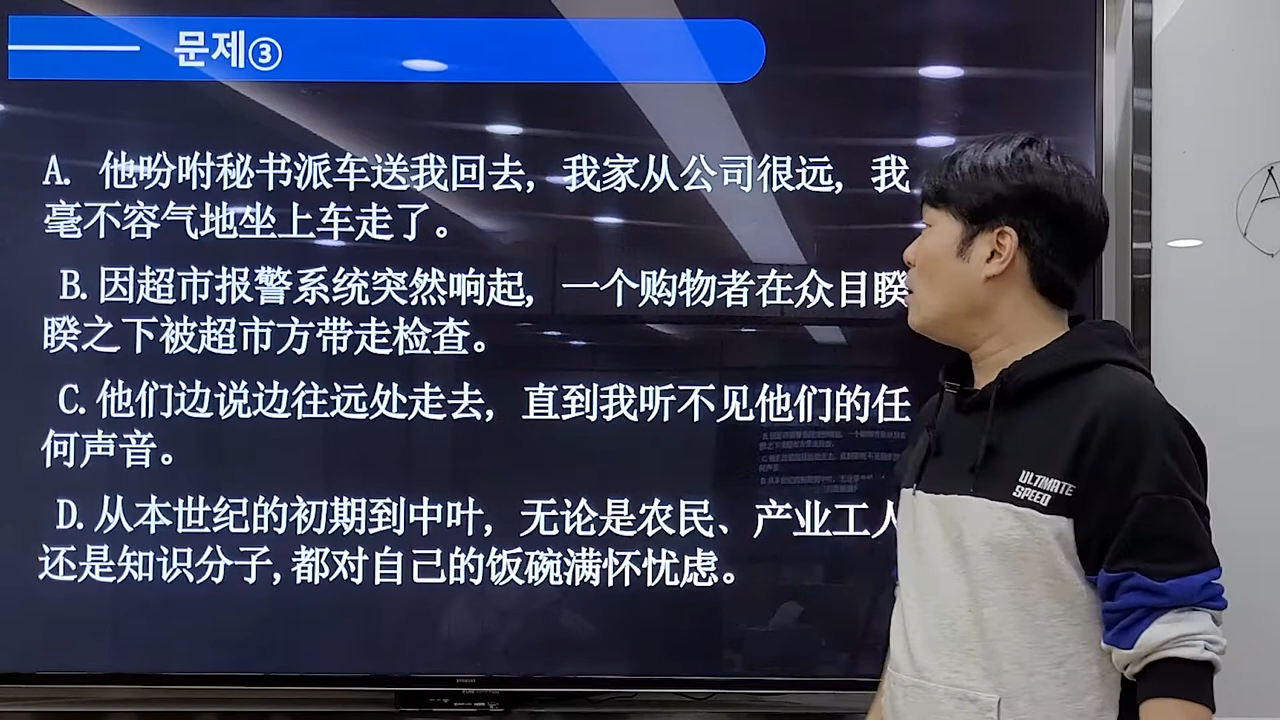 문제③
A. 他吩咐秘书派车送我回去, 我家从公司很远, 我
毫不容气地坐上车走了。
B. 因超市报警系统突然响起, 一个购物者在众目睽
睽之下被超市方带走检查。
C. 他们边说边往远处走去, 直到我听不见他们的任
何声音。
D. 从本世纪的初期到中叶, 无论是农民、产业工人
还是知识分子, 都对自己的饭碗满怀忧虑。
ULTIMATE
SPEED
A